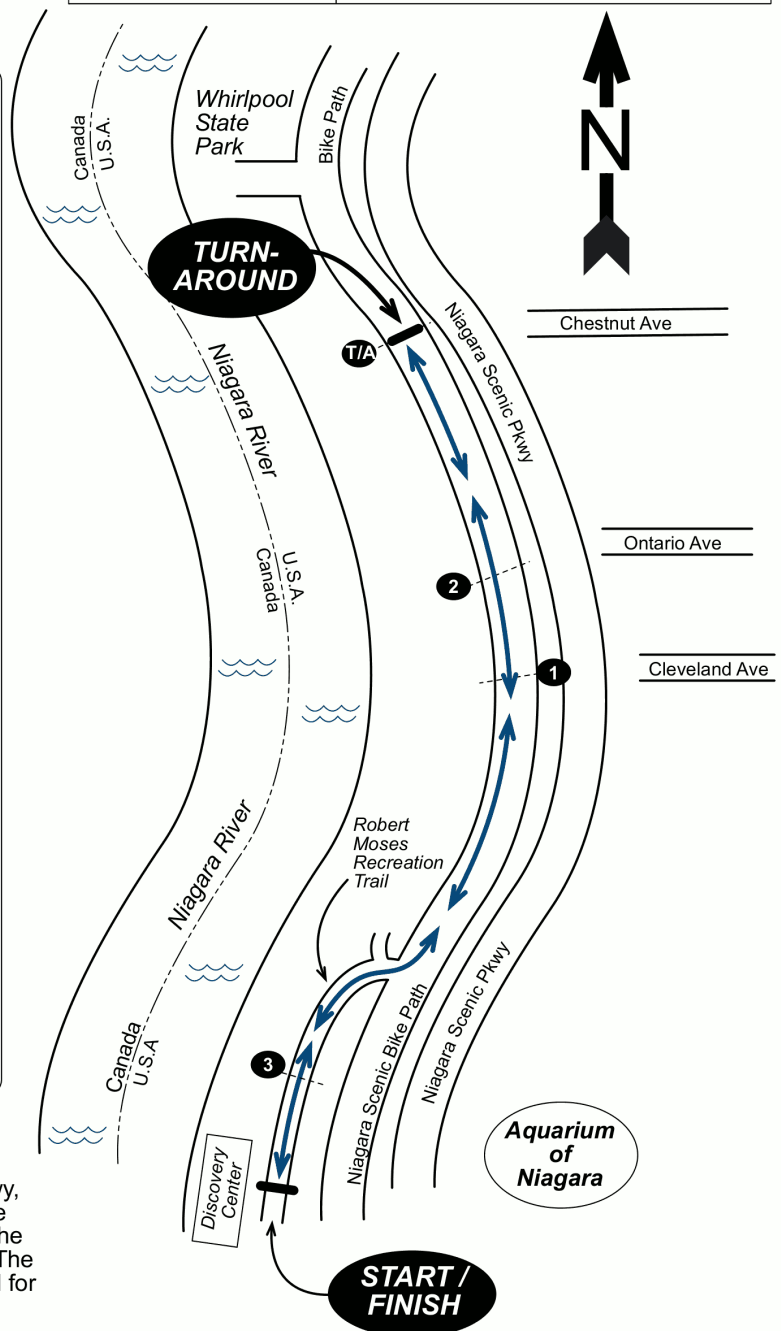 Whirlpool
State
Park
Bike Path
Canada
U.S.A.
N
TURN-
AROUND
T/A
Niagara Scenic Pkwy
Chestnut Ave
Niagara River
U.S.A.
Canada
2
Ontario Ave
1
Cleveland Ave
Robert
Moses
Recreation
Trail
Niagara River
Canada
U.S.A
3
Niagara Scenic Bike Path
Niagara Scenic Pkwy
Aquarium
of
Niagara
Discovery
Center
START /
FINISH
The
for